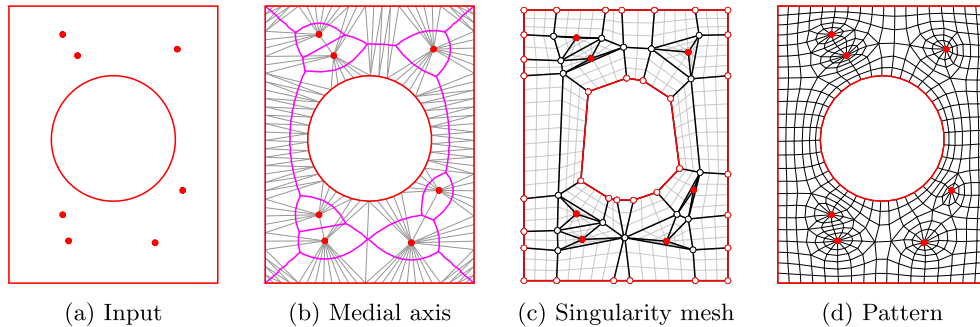 (a) Input
(b) Medial axis
(c) Singularity mesh
(d) Pattern